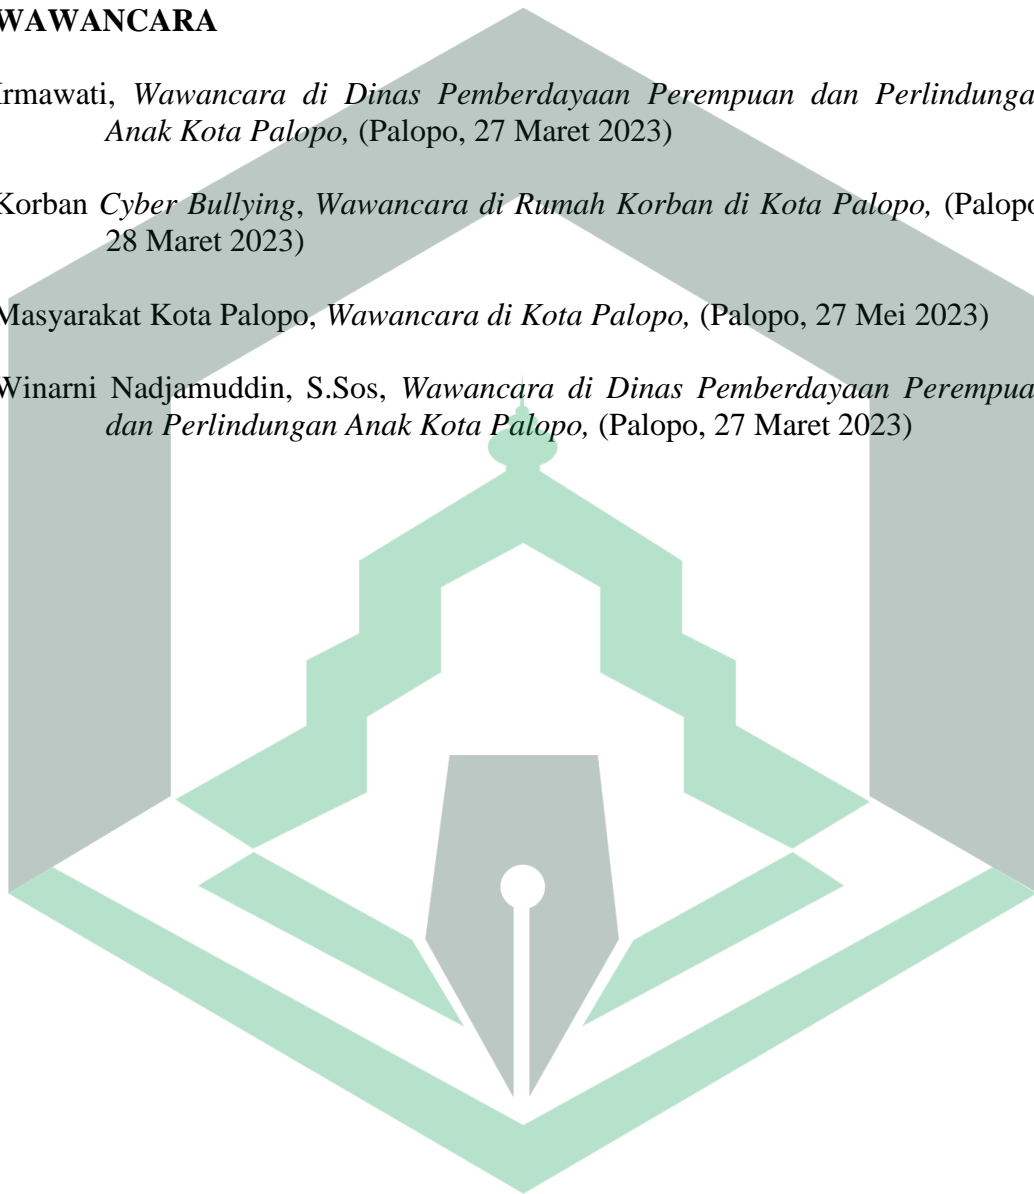 WAWANCARA
Irmawati, Wawancara di Dinas Pemberdayaan Perempuan dan Perlindunga
Anak Kota Palopo, (Palopo, 27 Maret 2023)
Korban Cyber Bullying, Wawancara di Rumah Korban di Kota Palopo, (Palopo
28 Maret 2023)
Masyarakat Kota Palopo, Wawancara di Kota Palopo, (Palopo, 27 Mei 2023)
Winarni Nadjamuddin, S.Sos, Wawancara di Dinas Pemberdayaan Perempua
dan Perlindungan Anak Kota Palopo, (Palopo, 27 Maret 2023)